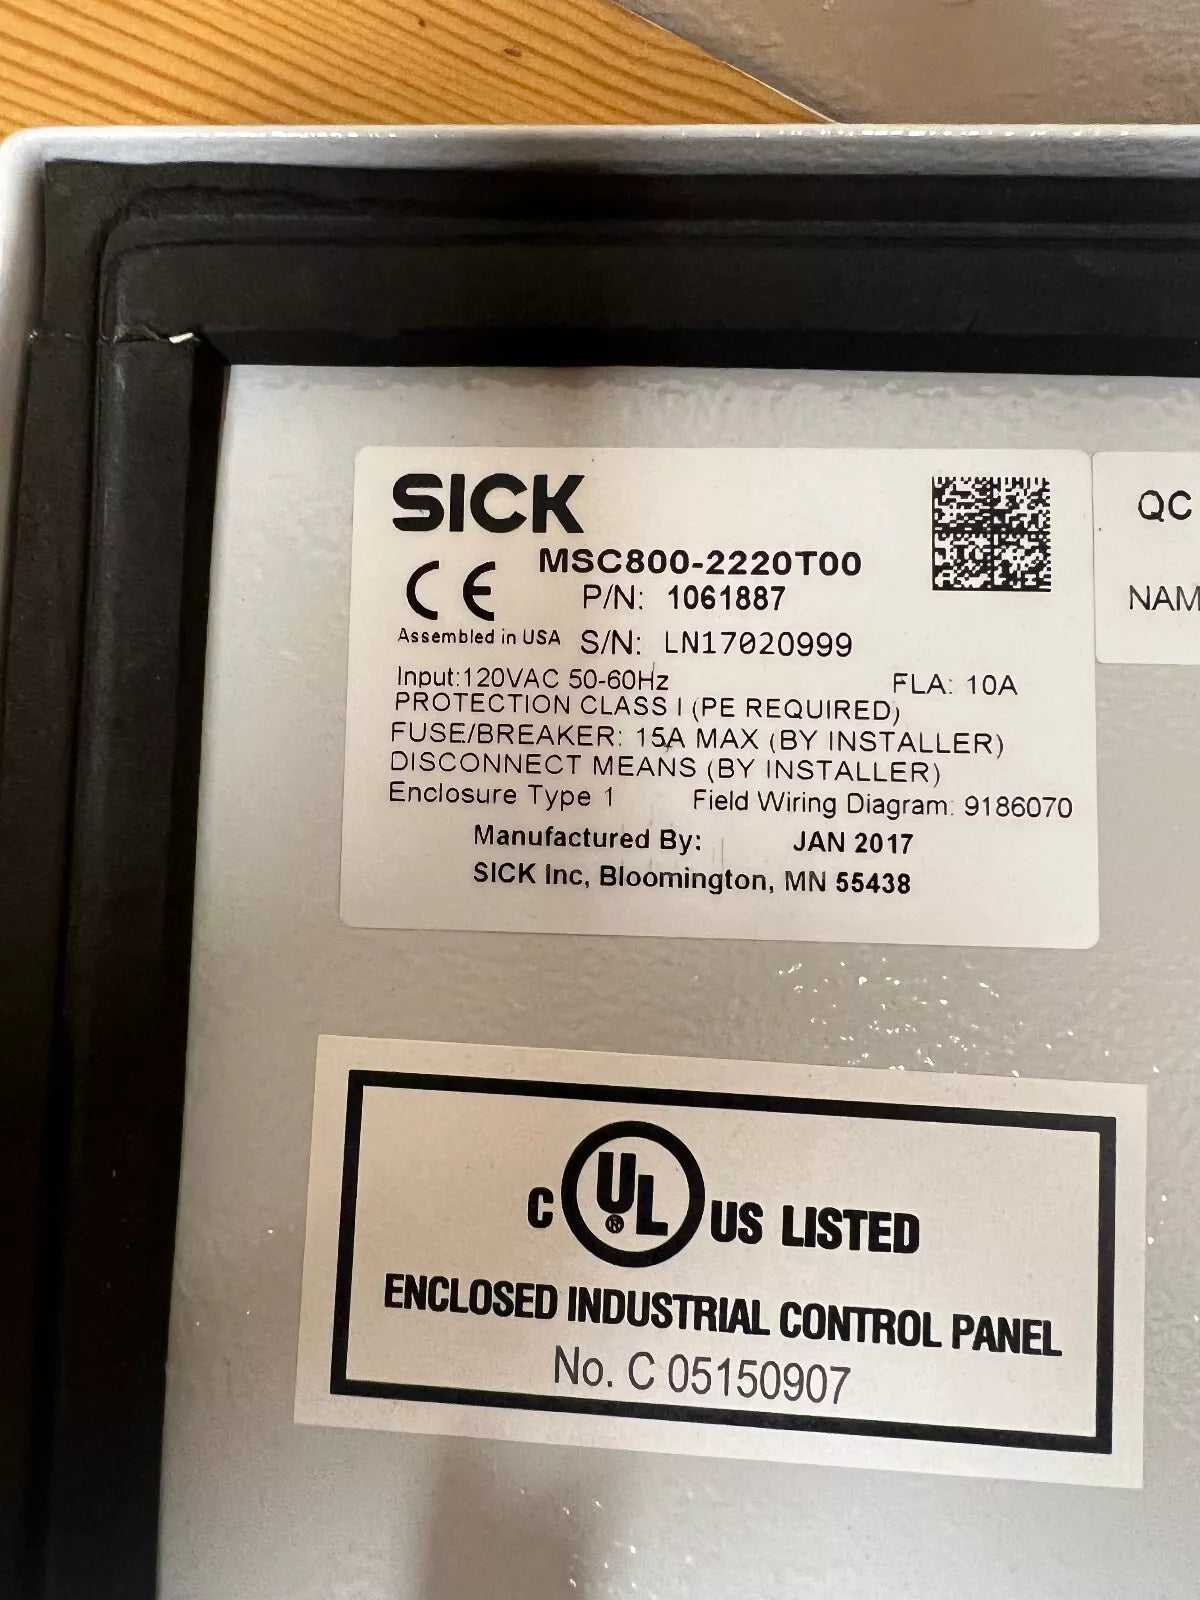 SICK
MSC800-2220T00
CE
P/N: 1061887
Assembled in USA S/N: LN17020999
Input:120VAC 50-60Hz FLA: 10A
PROTECTION CLASS I (PE REQUIRED)
FUSE/BREAKER: 15A MAX (BY INSTALLER)
DISCONNECT MEANS (BY INSTALLER)
Enclosure Type 1 Field Wiring Diagram: 9186070
Manufactured By: JAN 2017
SICK Inc, Bloomington, MN 55438
QC
NAM
C UL ® US LISTED
ENCLOSED INDUSTRIAL CONTROL PANEL
No. C 05150907